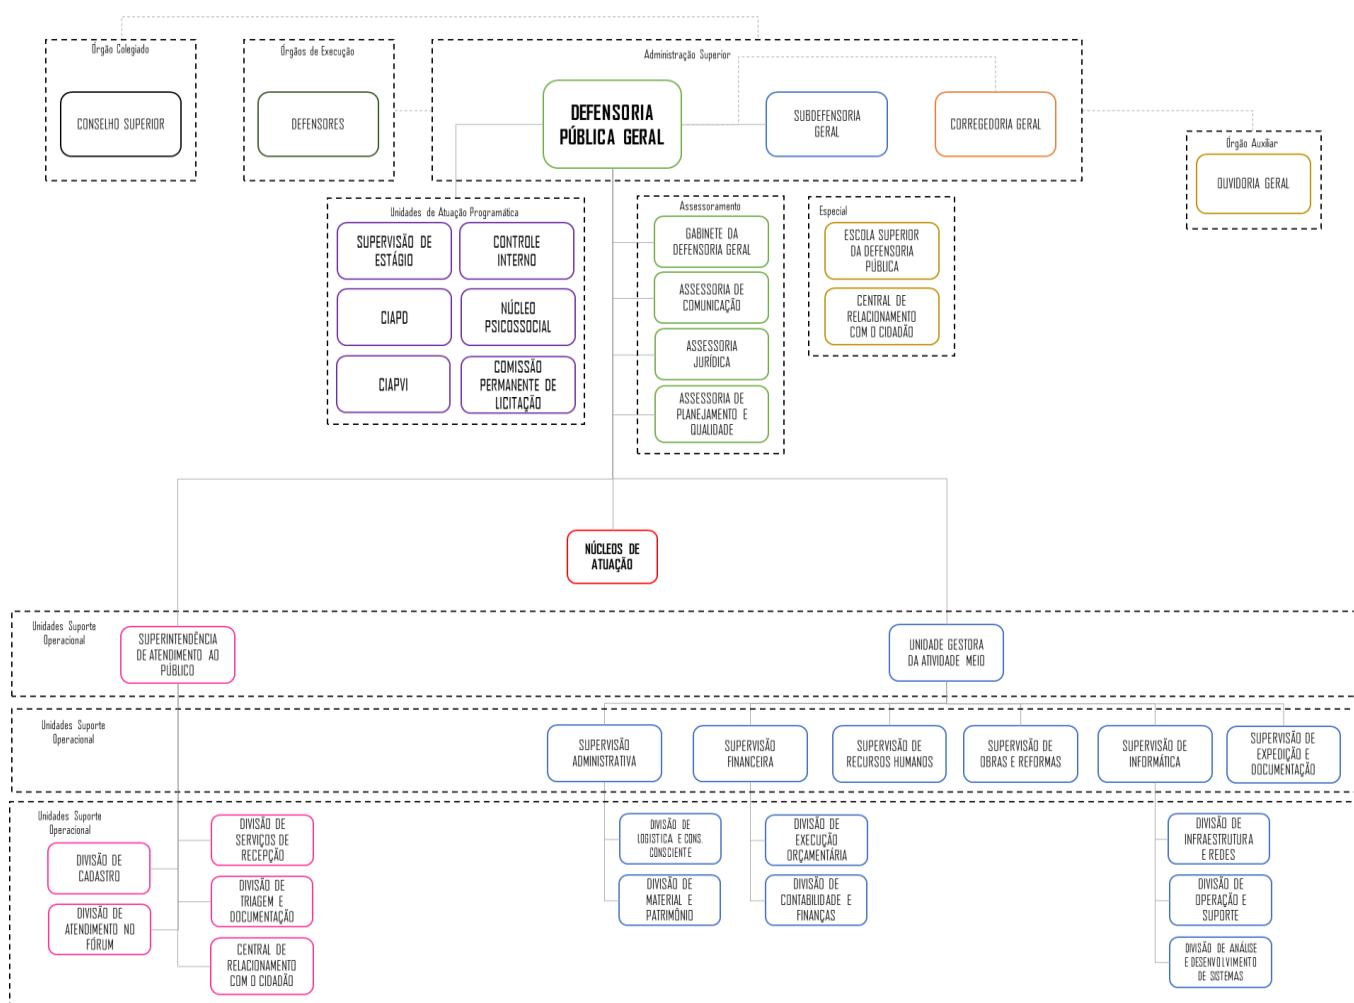 Órgão Colegiado
CONSELHO SUPERIOR
Órgãos de Execução
DEFENSORES
Administração Superior
DEFENSORIA
PÚBLICA GERAL
SUBDEFENSORIA
GERAL
CORREGEDORIA GERAL
Órgão Auxiliar
OUVIDORIA GERAL
Unidades de Atuação Programática
SUPERVISÃO DE
ESTÁGIO
CONTROLE
INTERNO
CIAPD
NÚCLEO
PSICOSSOCIAL
CIAPVI
COMISSÃO
PERMANENTE DE
LICITAÇÃO
Assessoramento
GABINETE DA
DEFENSORIA GERAL
ASSESSORIA DE
COMUNICAÇÃO
ASSESSORIA
JURÍDICA
ASSESSORIA DE
PLANEJAMENTO E
QUALIDADE
Especial
ESCOLA SUPERIOR
DA DEFENSORIA
PÚBLICA
CENTRAL DE
RELACIONAMENTO
COM O CIDADÃO
NÚCLEOS DE
ATUAÇÃO
Unidades Suporte
Operacional
SUPERINTENDÊNCIA
DE ATENDIMENTO AO
PÚBLICO
UNIDADE GESTORA
DA ATIVIDADE MEIO
Unidades Suporte
Operacional
SUPERVISÃO
ADMINISTRATIVA
SUPERVISÃO
FINANCEIRA
SUPERVISÃO DE
RECURSOS HUMANOS
SUPERVISÃO DE
OBRAS E REFORMAS
SUPERVISÃO DE
INFORMÁTICA
SUPERVISÃO DE
EXPEDIÇÃO E
DOCUMENTAÇÃO
Unidades Suporte
Operacional
DIVISÃO DE
CADASTRO
DIVISÃO DE
ATENDIMENTO NO
FÓRUM
DIVISÃO DE
SERVIÇOS DE
RECEPÇÃO
DIVISÃO DE
TRIAGEM E
DOCUMENTAÇÃO
CENTRAL DE
RELACIONAMENTO
COM O CIDADÃO
DIVISÃO DE
LOGISTICA E CONS.
CONSCIENTE
DIVISÃO DE
MATERIAL E
PATRIMÔNIO
DIVISÃO DE
EXECUÇÃO
ORÇAMENTÁRIA
DIVISÃO DE
CONTABILIDADE E
FINANÇAS
DIVISÃO DE
INFRAESTRUTURA
E REDES
DIVISÃO DE
OPERAÇÃO E
SUPORTE
DIVISÃO DE ANÁLISE
E DESENVOLVIMENTO
DE SISTEMAS